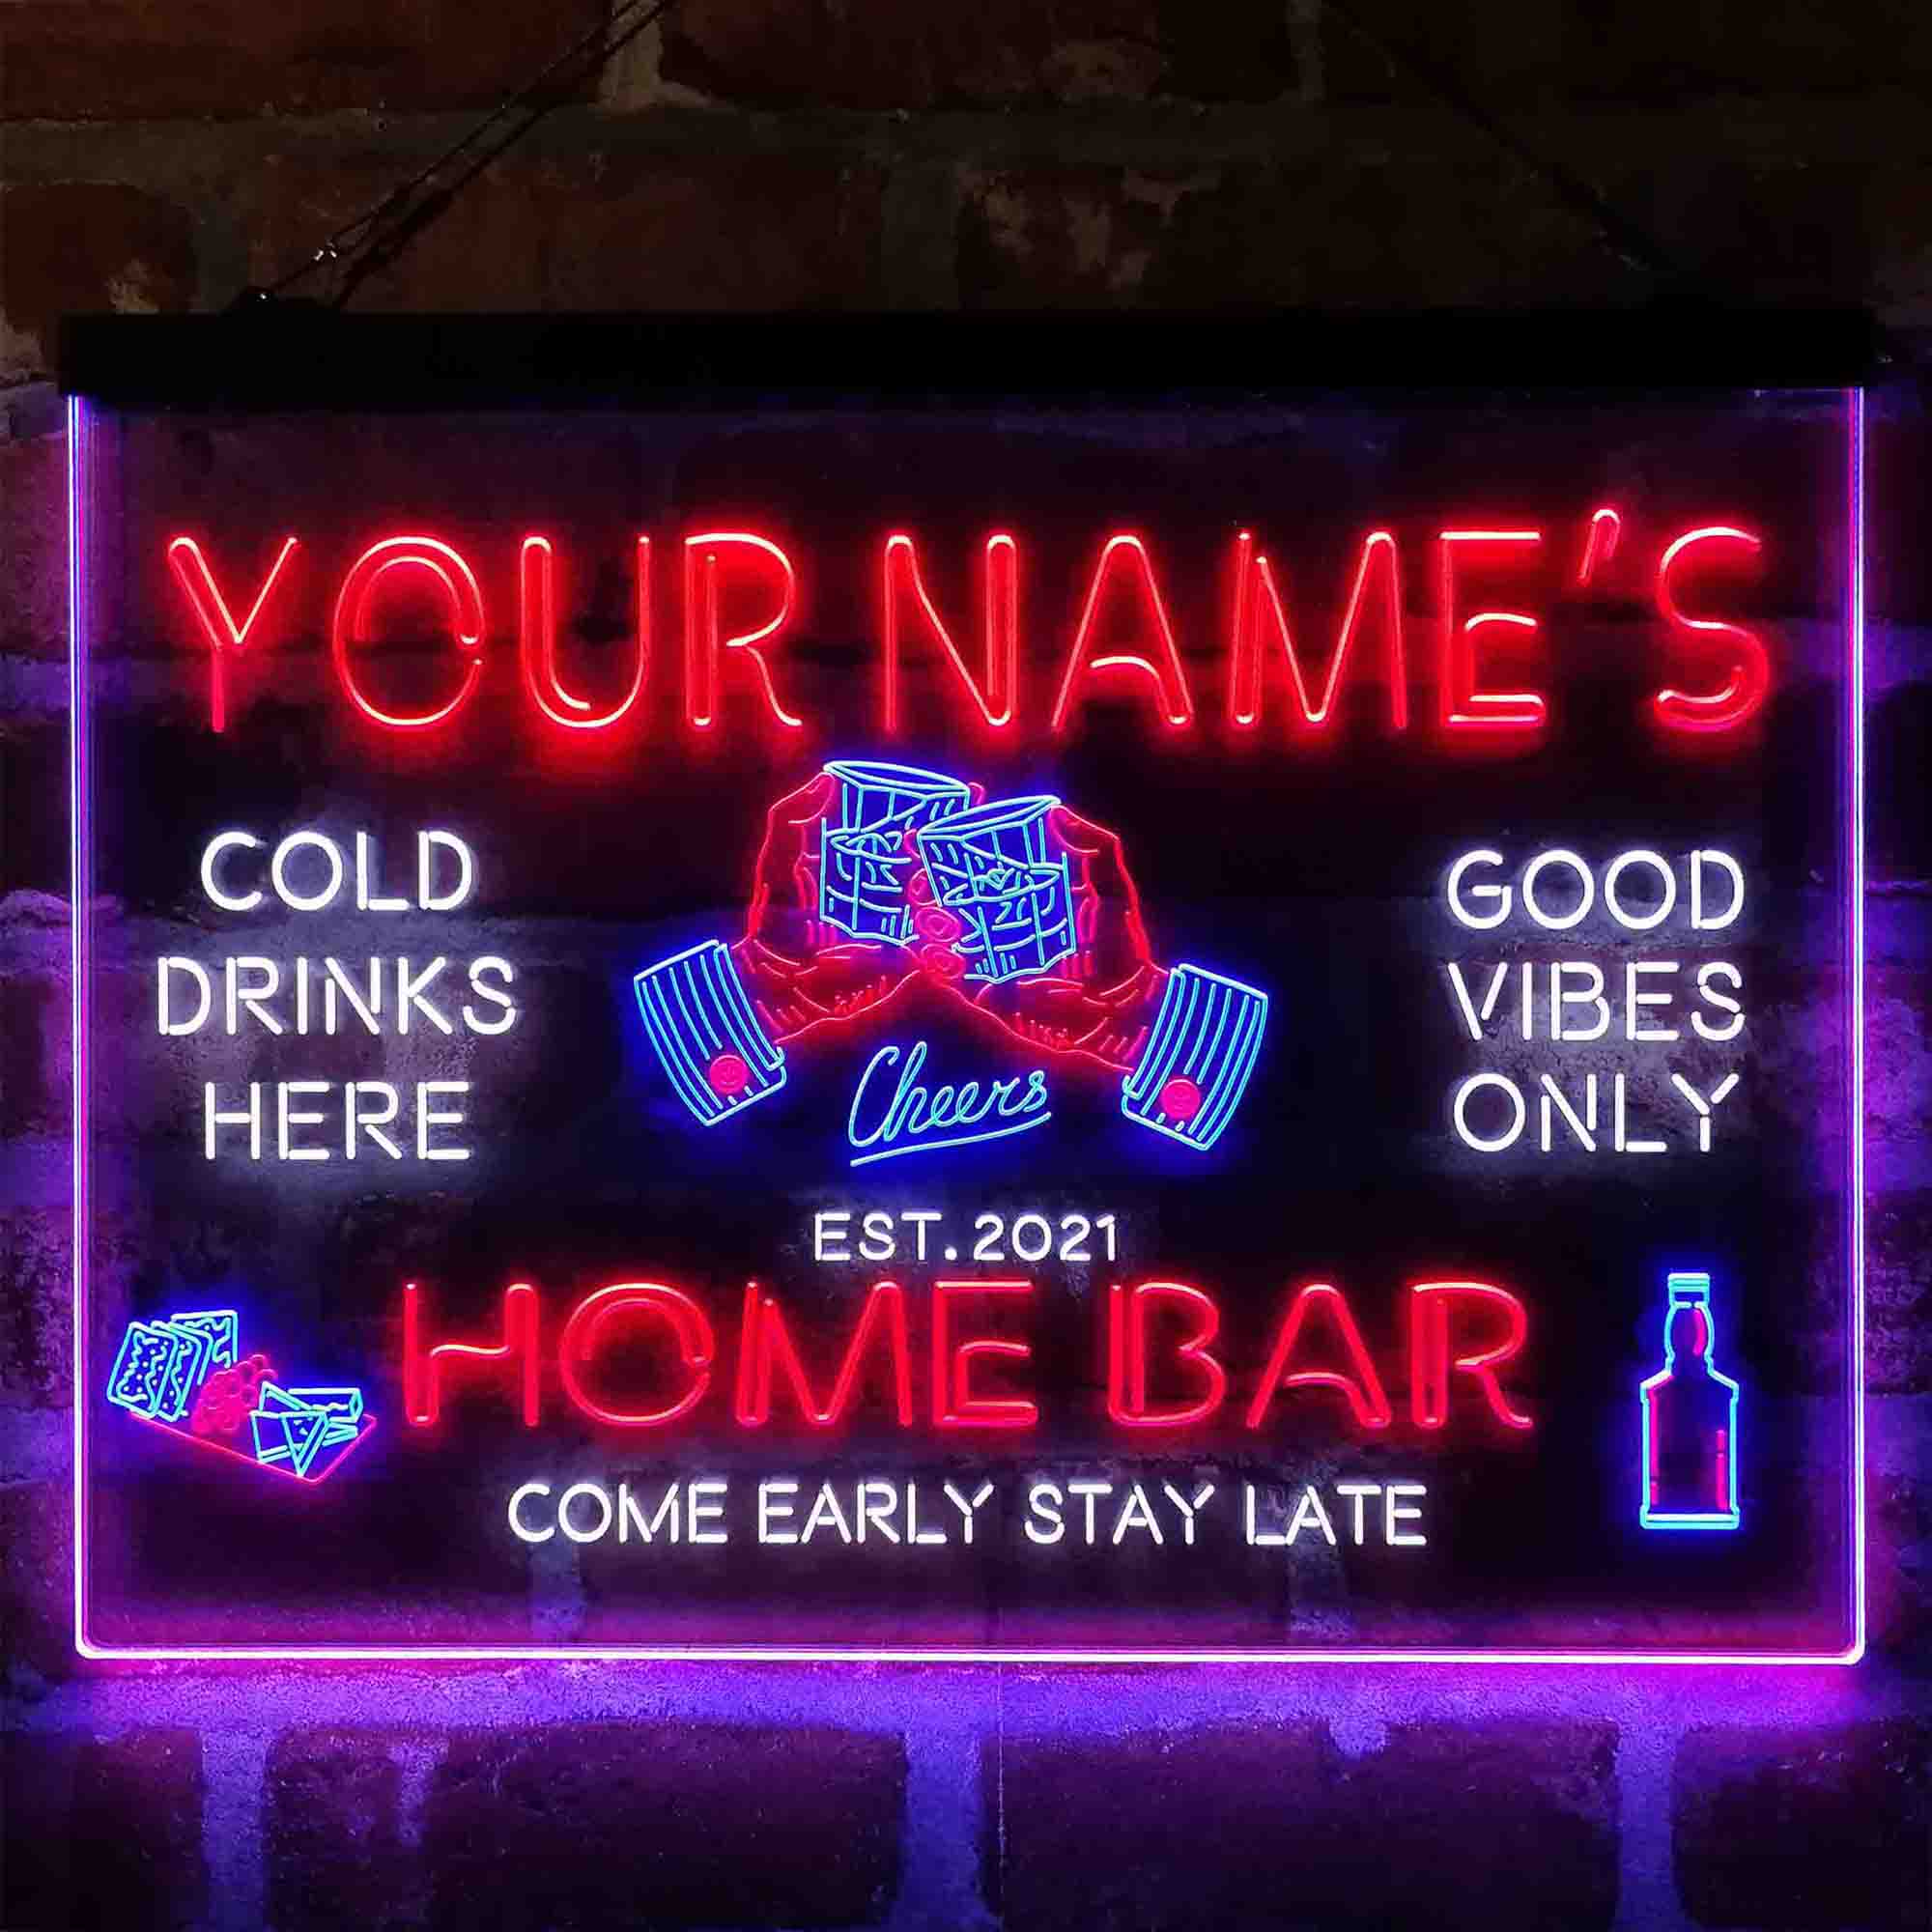 YOUR NAME'S
COLD
DRINKS
HERE
GOOD
VIBES
ONLY
Cheers
EST.2021
HOME BAR
COME EARLY STAY LATE